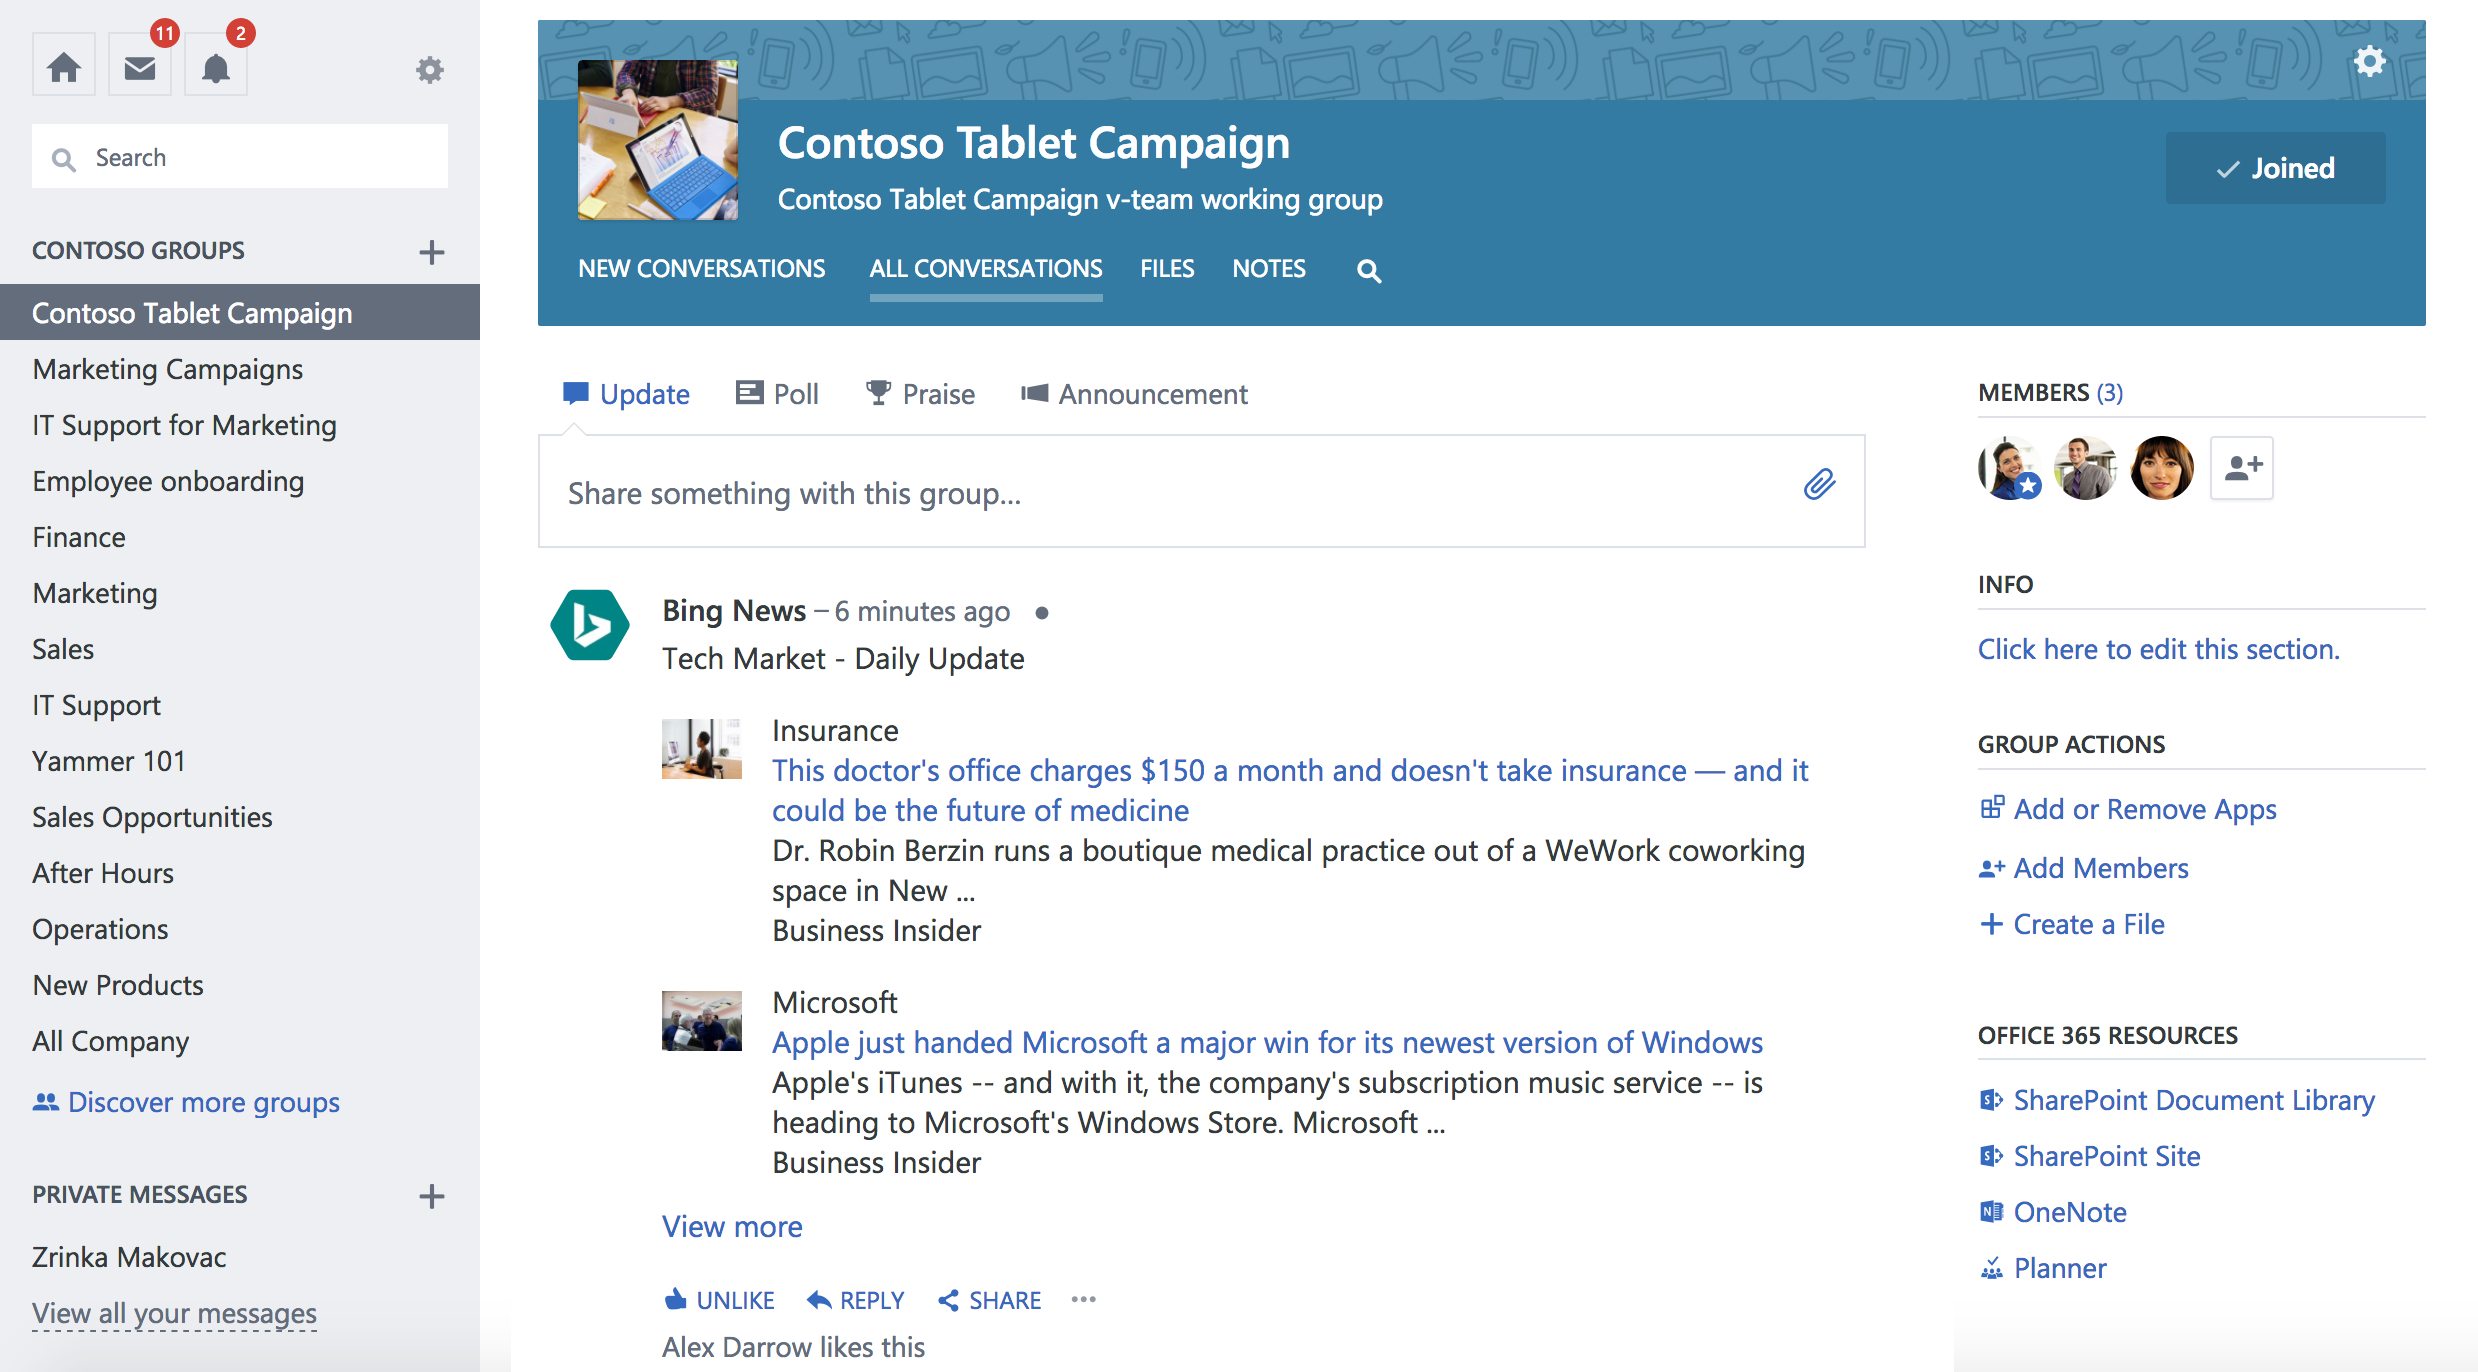 11
2
Search
CONTOSO GROUPS
Contoso Tablet Campaign
Marketing Campaigns
IT Support for Marketing
Employee onboarding
Finance
Marketing
Sales
IT Support
Yammer 101
Sales Opportunities
After Hours
Operations
New Products
All Company
Discover more groups
PRIVATE MESSAGES
Zrinka Makovac
View all your messages
Contoso Tablet Campaign
Contoso Tablet Campaign v-team working group
Joined
NEW CONVERSATIONS ALL CONVERSATIONS FILES NOTES
Update Poll Praise Announcement
Share something with this group...
Bing News – 6 minutes ago
Tech Market - Daily Update
Insurance
This doctor's office charges $150 a month and doesn't take insurance — and it
could be the future of medicine
Dr. Robin Berzin runs a boutique medical practice out of a WeWork coworking
space in New ...
Business Insider
Microsoft
Apple just handed Microsoft a major win for its newest version of Windows
Apple's iTunes -- and with it, the company's subscription music service -- is
heading to Microsoft's Windows Store. Microsoft ...
Business Insider
View more
UNLIKE REPLY SHARE
Alex Darrow likes this
MEMBERS (3)
INFO
Click here to edit this section.
GROUP ACTIONS
Add or Remove Apps
Add Members
Create a File
OFFICE 365 RESOURCES
SharePoint Document Library
SharePoint Site
OneNote
Planner